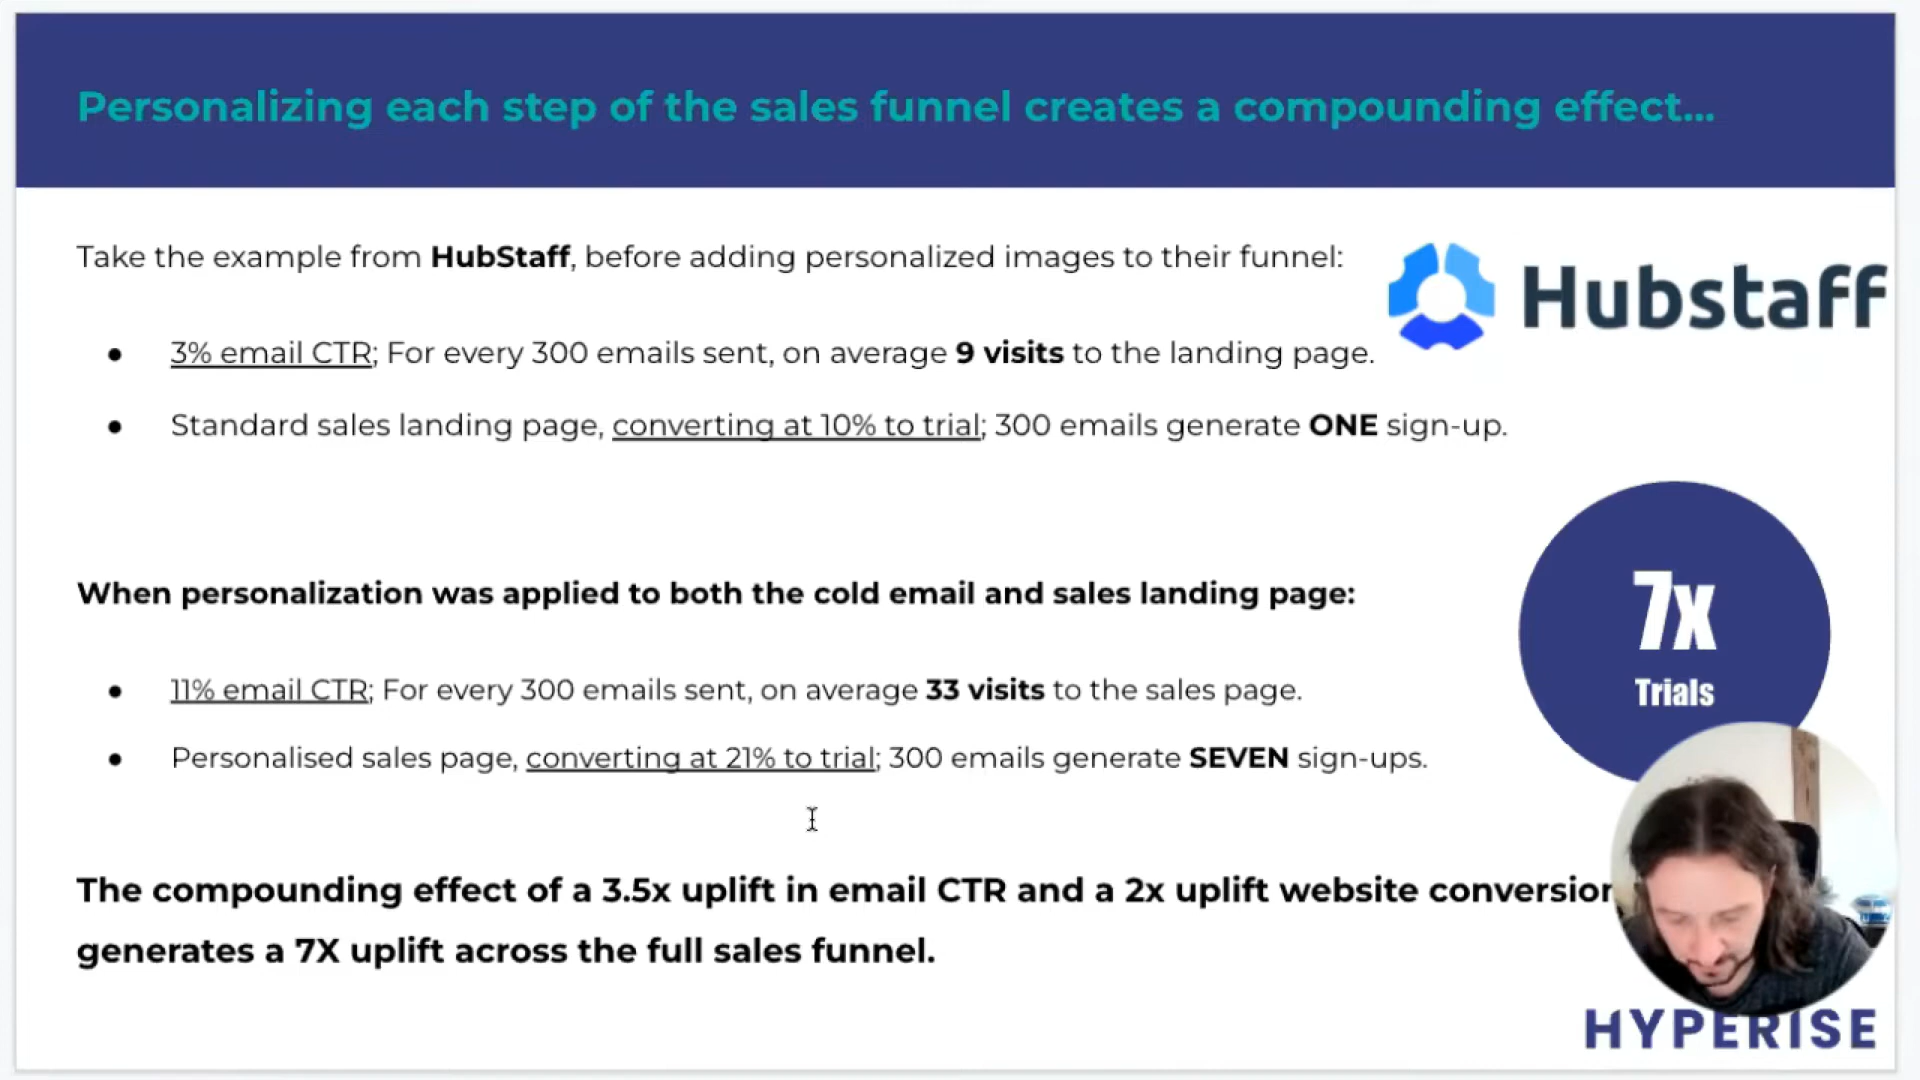 Personalizing each step of the sales funnel creates a compounding effect...
Take the example from HubStaff, before adding personalized images to their funnel:
Hubstaff
● 3% email CTR; For every 300 emails sent, on average 9 visits to the landing page.
● Standard sales landing page, converting at 10% to trial; 300 emails generate ONE sign-up.
When personalization was applied to both the cold email and sales landing page:
7x
Trials
● 11% email CTR; For every 300 emails sent, on average 33 visits to the sales page.
● Personalised sales page, converting at 21% to trial; 300 emails generate SEVEN sign-ups.
The compounding effect of a 3.5x uplift in email CTR and a 2x uplift website conversion
generates a 7X uplift across the full sales funnel.
HYPERISE